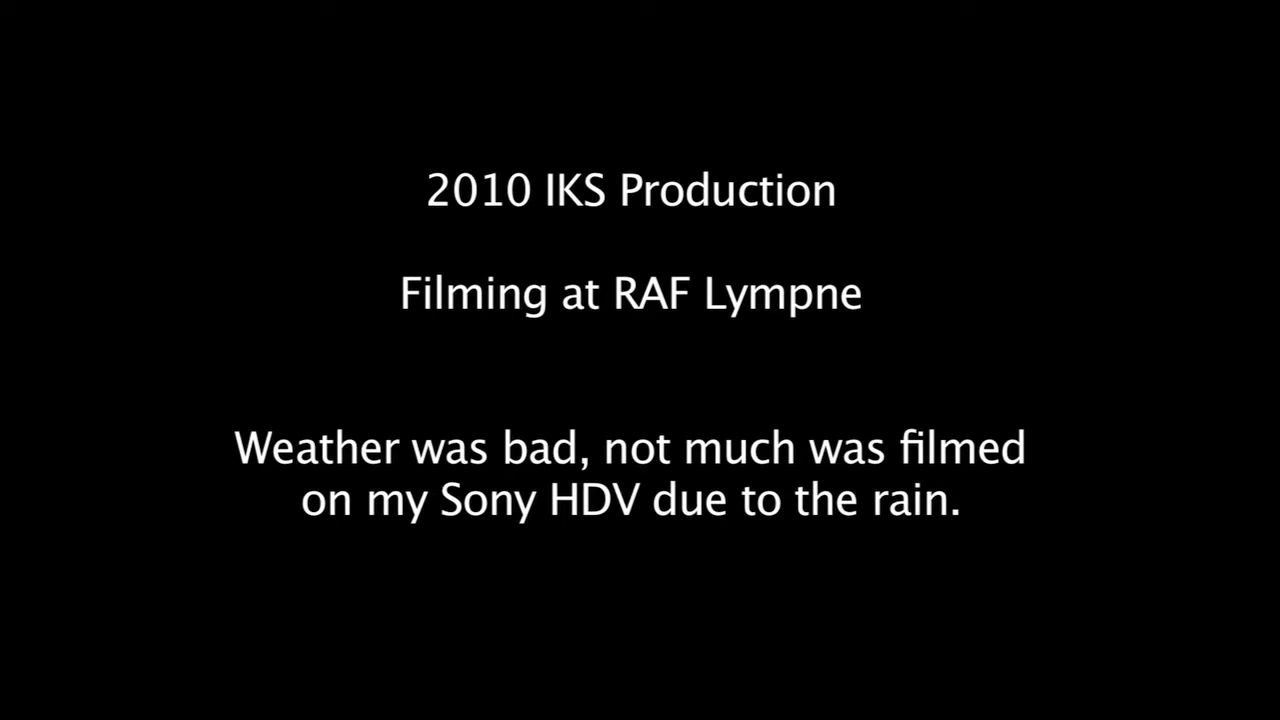 2010 IKS Production
Filming at RAF Lympne
Weather was bad, not much was filmed
on my Sony HDV due to the rain.